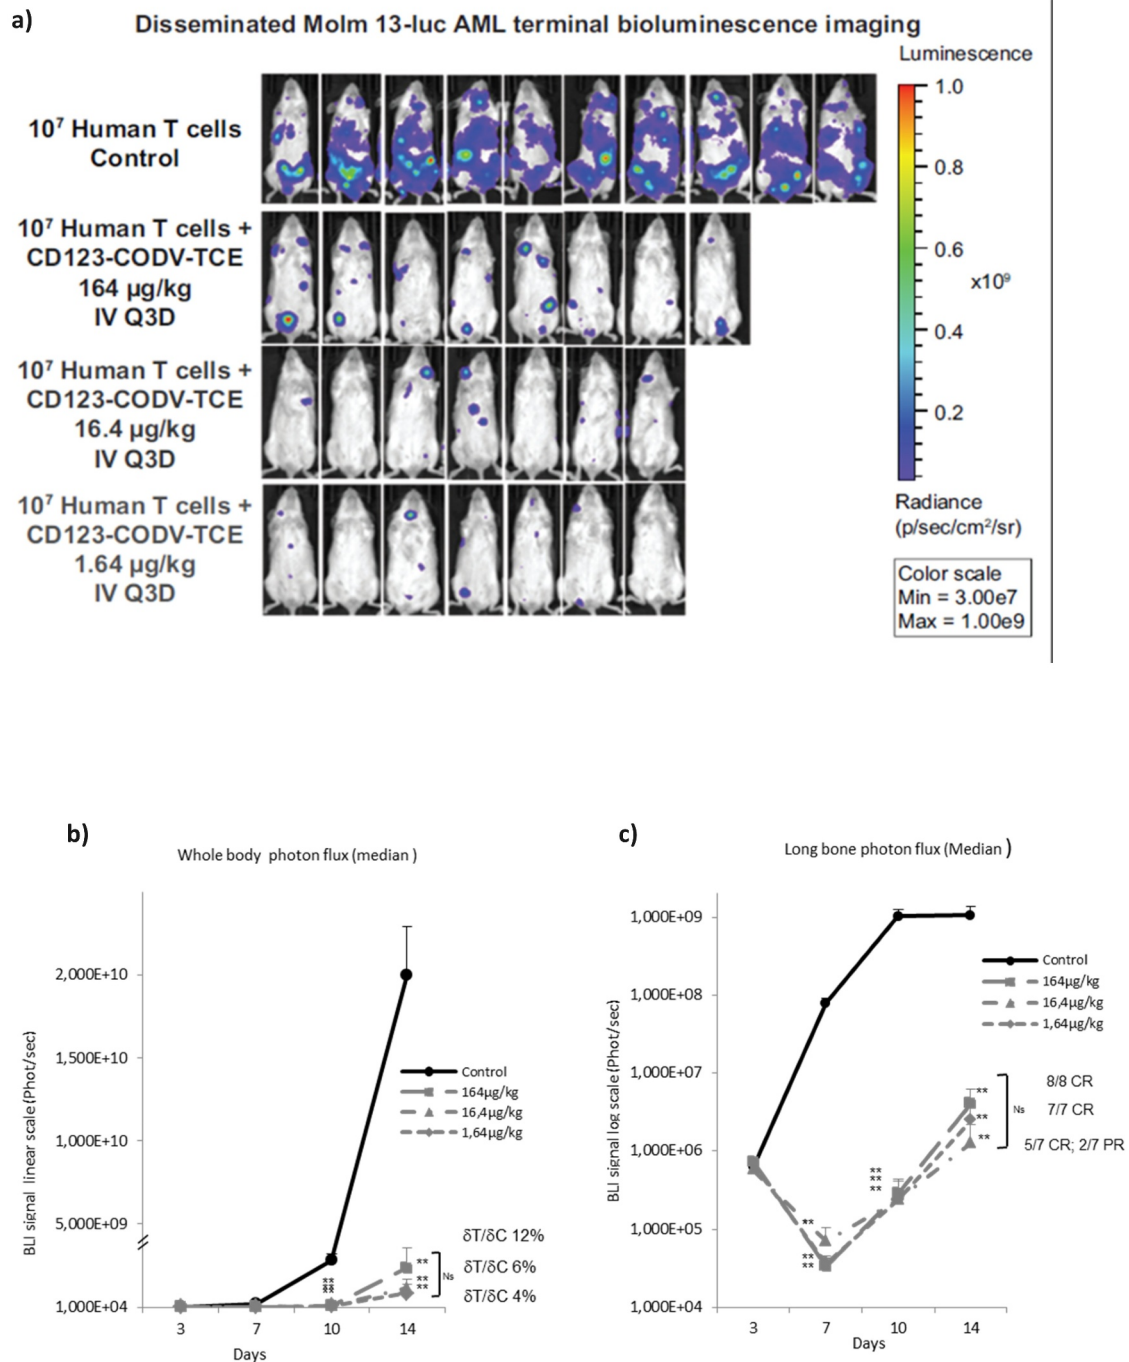 a)
Disseminated Molm 13-luc AML terminal bioluminescence imaging
Luminescence
10⁷ Human T cells
Control
10⁷ Human T cells +
CD123-CODV-TCE
164 µg/kg
IV Q3D
10⁷ Human T cells +
CD123-CODV-TCE
16.4 µg/kg
IV Q3D
10⁷ Human T cells +
CD123-CODV-TCE
1.64 µg/kg
IV Q3D
1.0
0.8
0.6
x10⁹
0.4
0.2
Radiance
(p/sec/cm²/sr)
Color scale
Min = 3.00e7
Max = 1.00e9
b)
Whole body photon flux (median )
BLI signal linear scale (Phot/sec)
2,000E+10
1,500E+10
1,000E+10
5,000E+09
1,000E+04
3
7
10
14
Days
Control
164µg/kg
16,4µg/kg
1,64µg/kg
**
**
**
**
**
**
Ns
δT/δC 12%
δT/δC 6%
δT/δC 4%
c)
Long bone photon flux (Median )
BLI signal log scale (Phot/sec)
1,000E+09
1,000E+08
1,000E+07
1,000E+06
1,000E+05
1,000E+04
3
7
10
14
Days
Control
164µg/kg
16,4µg/kg
1,64µg/kg
**
**
**
**
**
**
**
**
**
Ns
8/8 CR
7/7 CR
5/7 CR; 2/7 PR